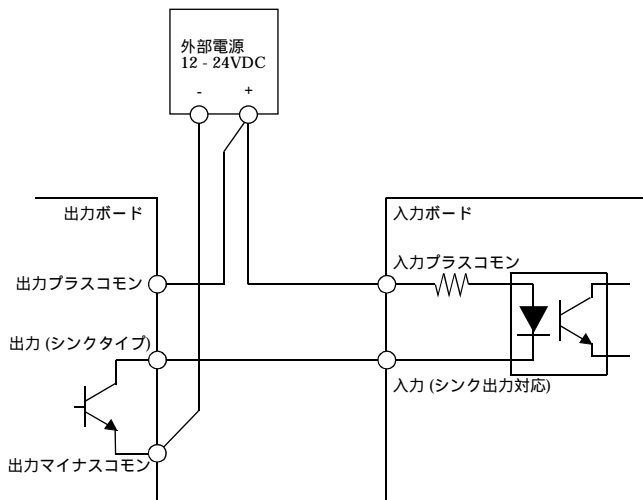 外部電源
12 - 24VDC
- +
出力ボード
入力ボード
出力プラスコモン
入力プラスコモン
出力 (シンクタイプ)
入力 (シンク出力対応)
出力マイナスコモン